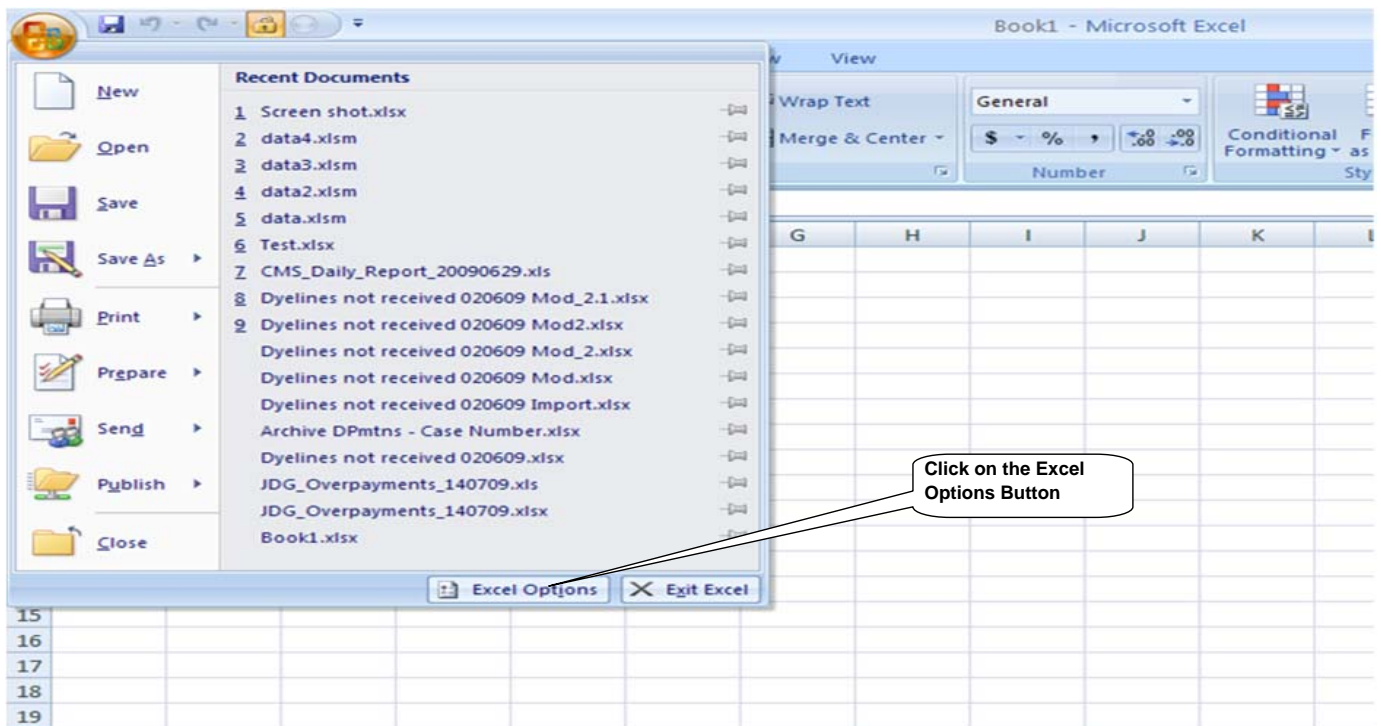 Book1 - Microsoft Excel
View
Recent Documents
New
Open
Save
Save As
Print
Prepare
Send
Publish
Close
1 Screen shot.xlsx
2 data4.xlsm
3 data3.xlsm
4 data2.xlsm
5 data.xlsm
6 Test.xlsx
7 CMS_Daily_Report_20090629.xls
8 Dyelines not received 020609 Mod_2.1.xlsx
9 Dyelines not received 020609 Mod2.xlsx
Dyelines not received 020609 Mod_2.xlsx
Dyelines not received 020609 Mod.xlsx
Dyelines not received 020609 Import.xlsx
Archive DPmtns - Case Number.xlsx
Dyelines not received 020609.xlsx
JDG_Overpayments_140709.xls
JDG_Overpayments_140709.xlsx
Book1.xlsx
Excel Options
Exit Excel
Wrap Text
Merge & Center
General
$ % , .00 .00
Number
Conditional
Formatting as
Sty
G H I J K L
Click on the Excel
Options Button
15
16
17
18
19